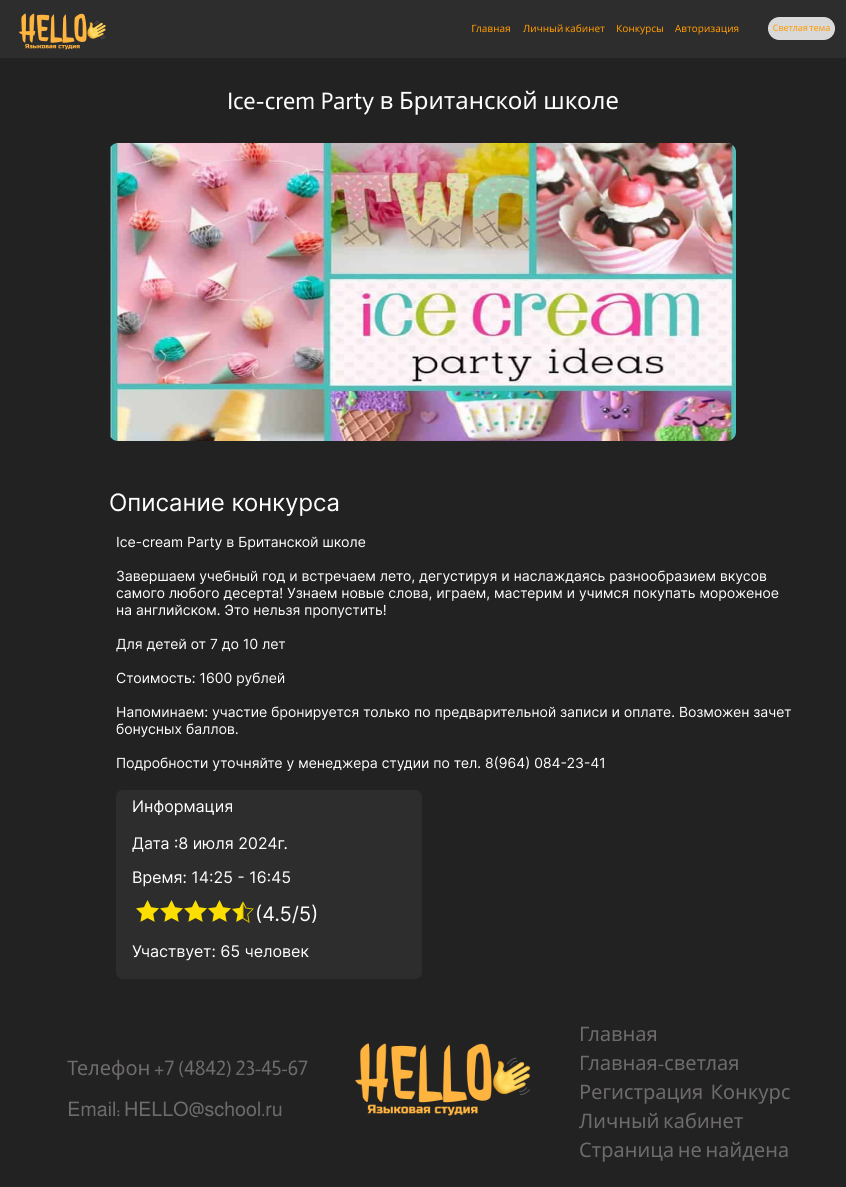 HELLO
Языковая студия
Главная Личный кабинет Конкурсы Авторизация Светлая тема
Ice-crem Party в Британской школе
TWO
ice cream
party ideas
Описание конкурса
Ice-cream Party в Британской школе
Завершаем учебный год и встречаем лето, дегустируя и наслаждаясь разнообразием вкусов
самого любого десерта! Узнаем новые слова, играем, мастерим и учимся покупать мороженое
на английском. Это нельзя пропустить!
Для детей от 7 до 10 лет
Стоимость: 1600 рублей
Напоминаем: участие бронируется только по предварительной записи и оплате. Возможен зачет
бонусных баллов.
Подробности уточняйте у менеджера студии по тел. 8(964) 084-23-41
Информация
Дата :8 июля 2024г.
Время: 14:25 - 16:45
(4.5/5)
Участвует: 65 человек
Телефон +7 (4842) 23-45-67
Email: HELLO@school.ru
HELLO
Языковая студия
Главная
Главная-светлая
Регистрация Конкурс
Личный кабинет
Страница не найдена